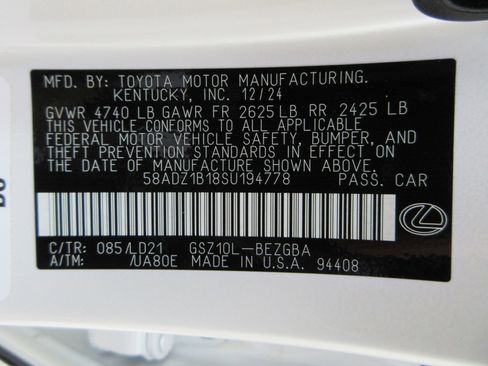 MFD. BY: TOYOTA MOTOR MANUFACTURING.
KENTUCKY, INC. 12/24
GVWR 4740 LB GAWR FR 2625 LB RR 2425 LB
THIS VEHICLE CONFORMS TO ALL APPLICABLE
FEDERAL MOTOR VEHICLE SAFETY, BUMPER, AND
THEFT PREVENTION STANDARDS IN EFFECT ON
THE DATE OF MANUFACTURE SHOWN ABOVE.
58ADZ1B18SU194778 PASS. CAR
C/TR: 085/LD21 GSZ10L-BEZGBA
A/TM: /UA80E MADE IN U.S.A. 94408